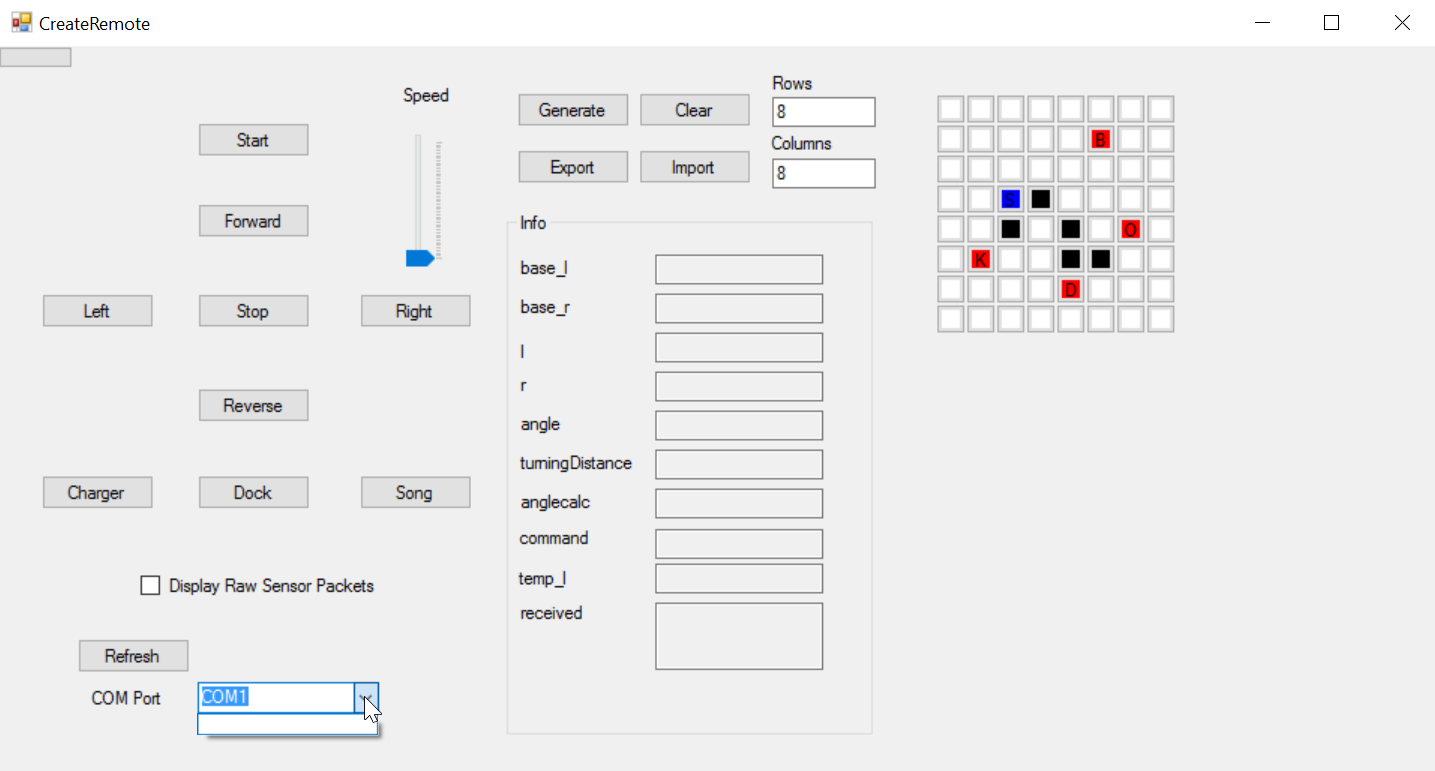 CreateRemote
Speed
Start
Forward
Left
Stop
Right
Reverse
Charger
Dock
Song
Display Raw Sensor Packets
Refresh
COM Port
COM1
Generate
Clear
Export
Import
Rows
8
Columns
8
Info
base_l
base_r
l
r
angle
turningDistance
anglecalc
command
temp_l
received
B
S
O
K
D